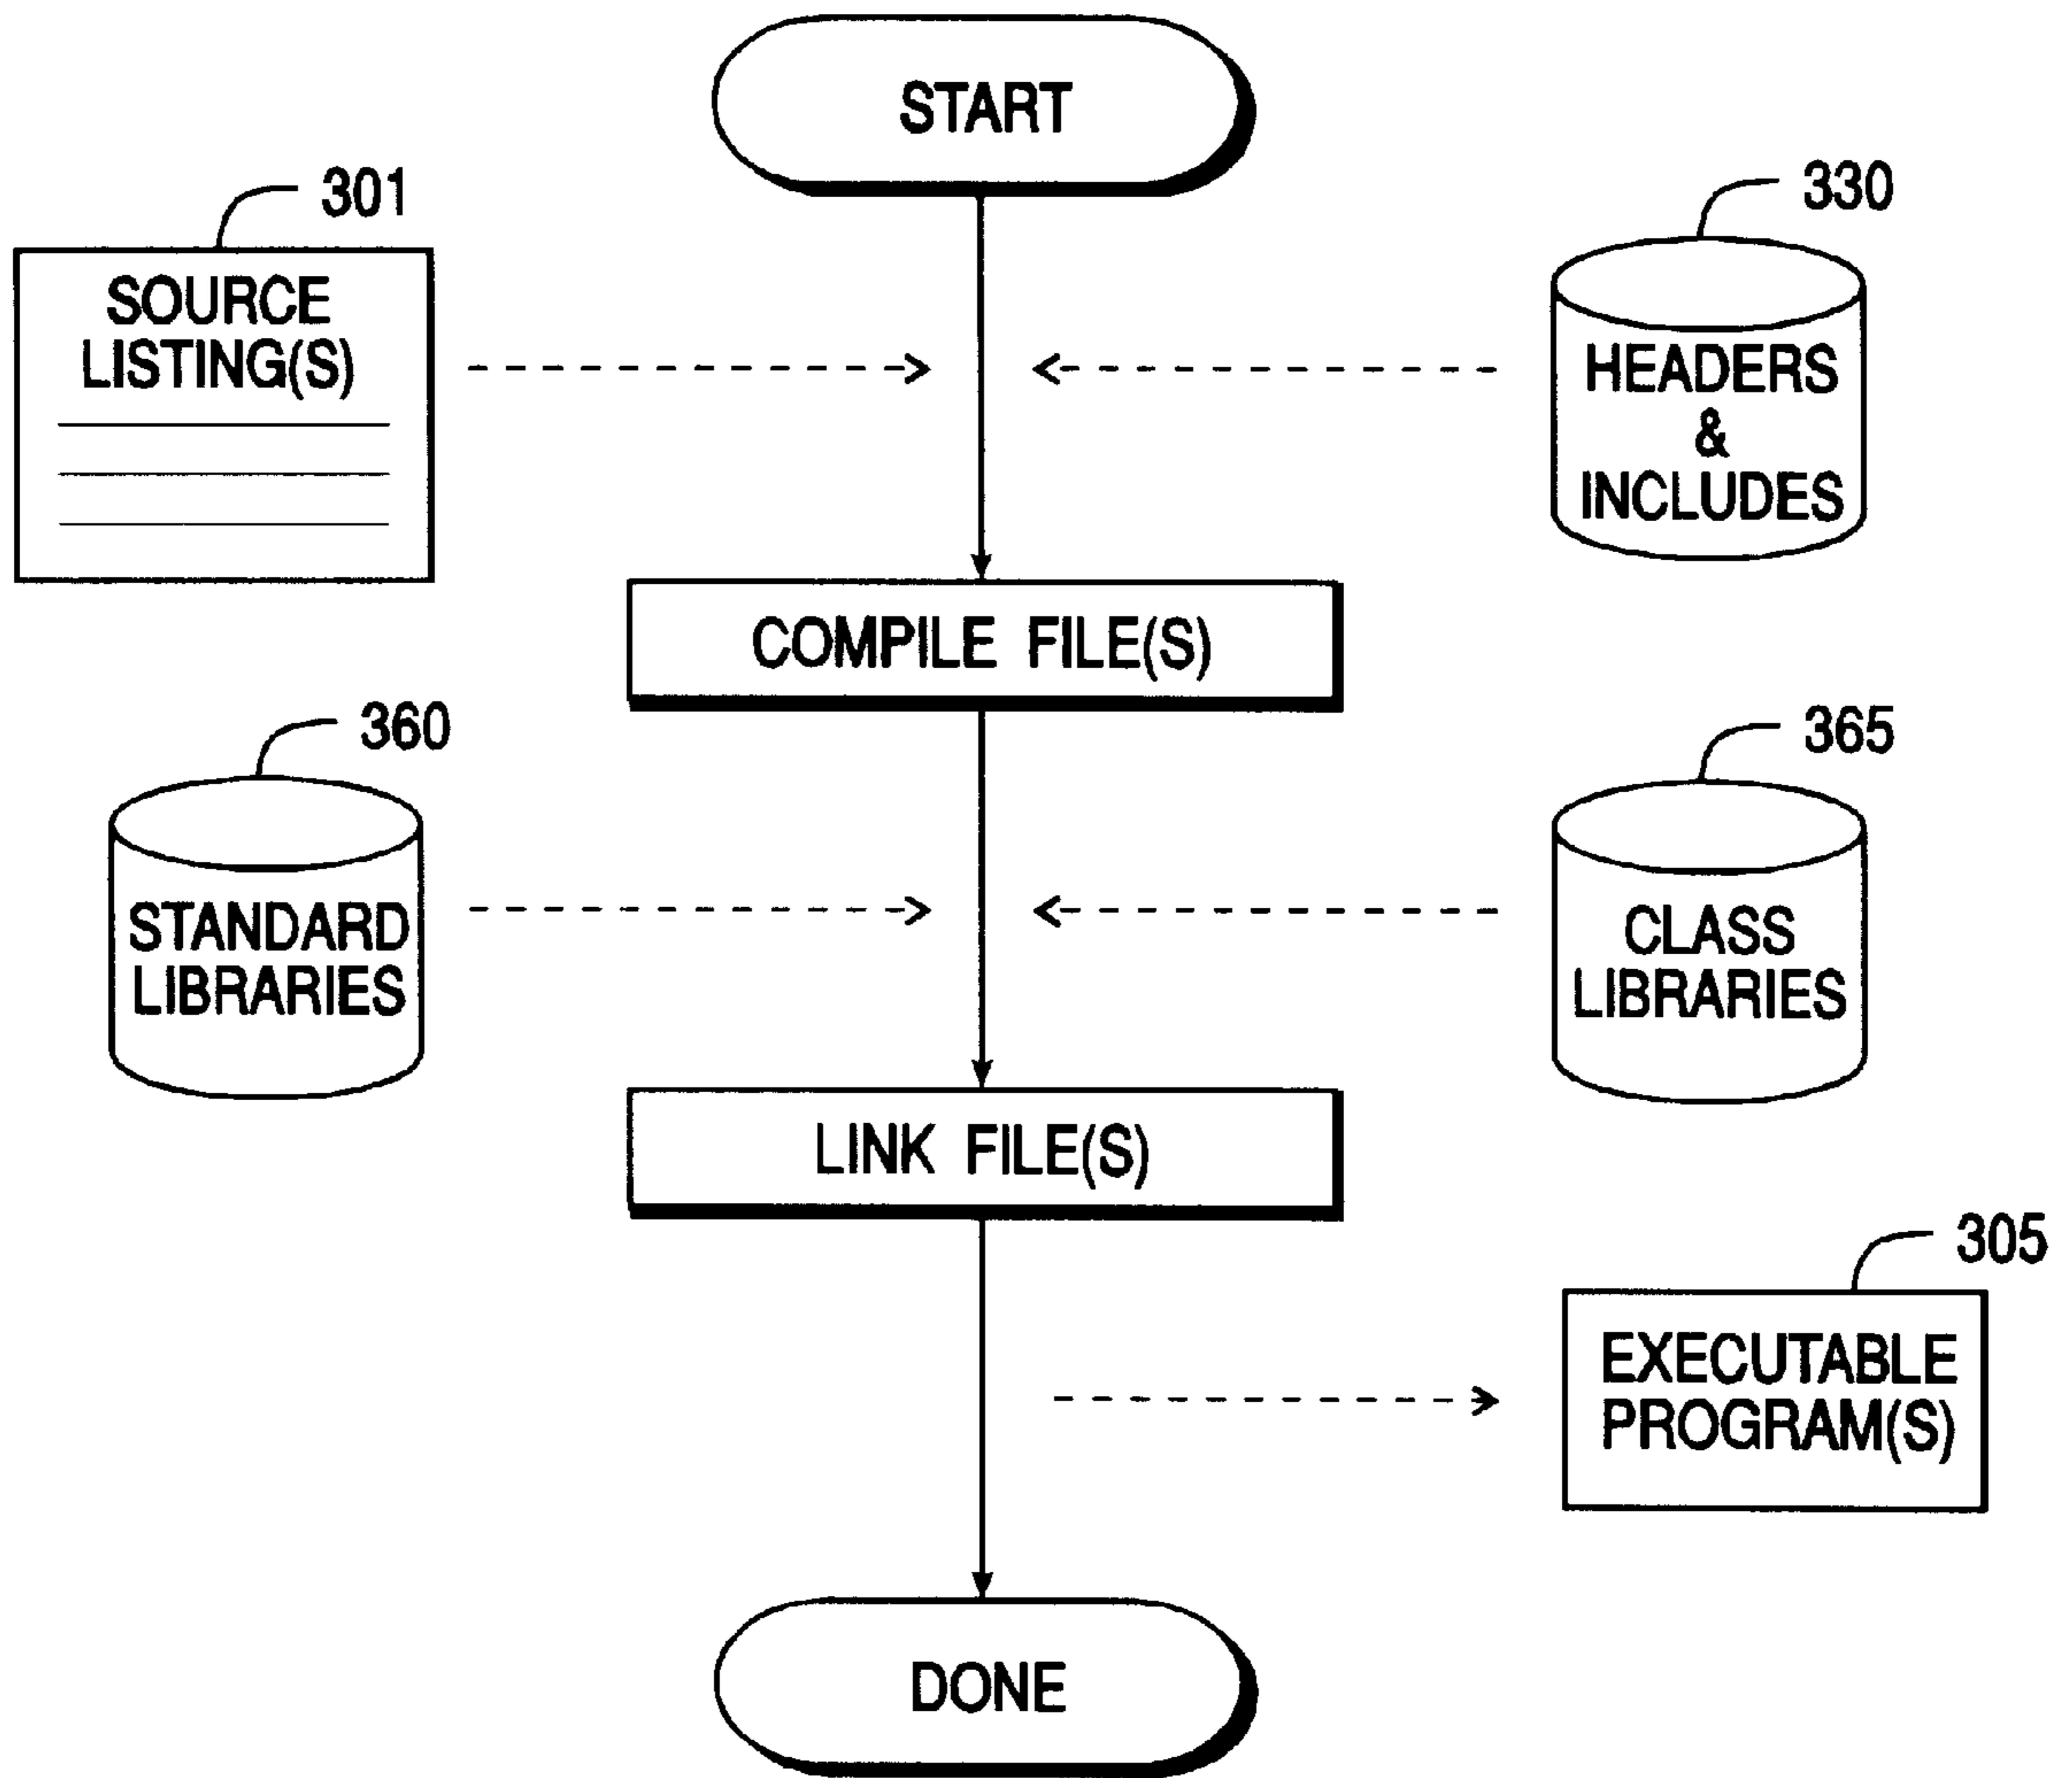 START
301
SOURCE
LISTING(S)
330
HEADERS
&
INCLUDES
COMPILE FILE(S)
360
STANDARD
LIBRARIES
365
CLASS
LIBRARIES
LINK FILE(S)
305
EXECUTABLE
PROGRAM(S)
DONE